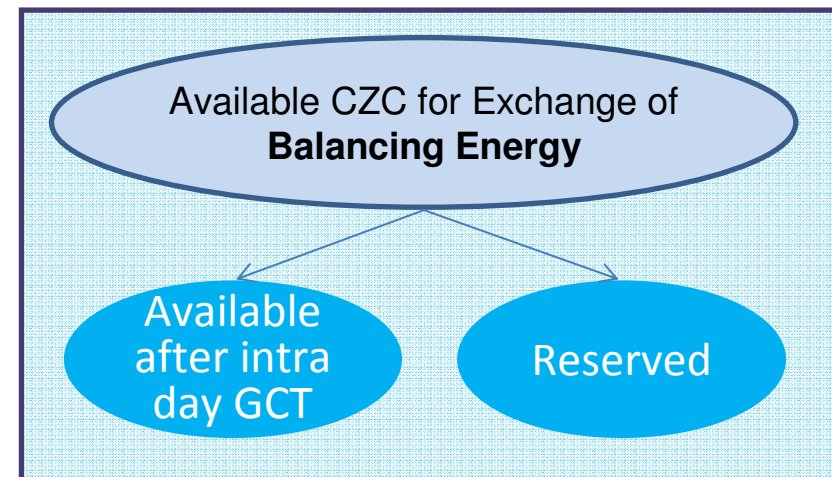 Available CZC for Exchange of
Balancing Energy
Available
after intra
day GCT
Reserved